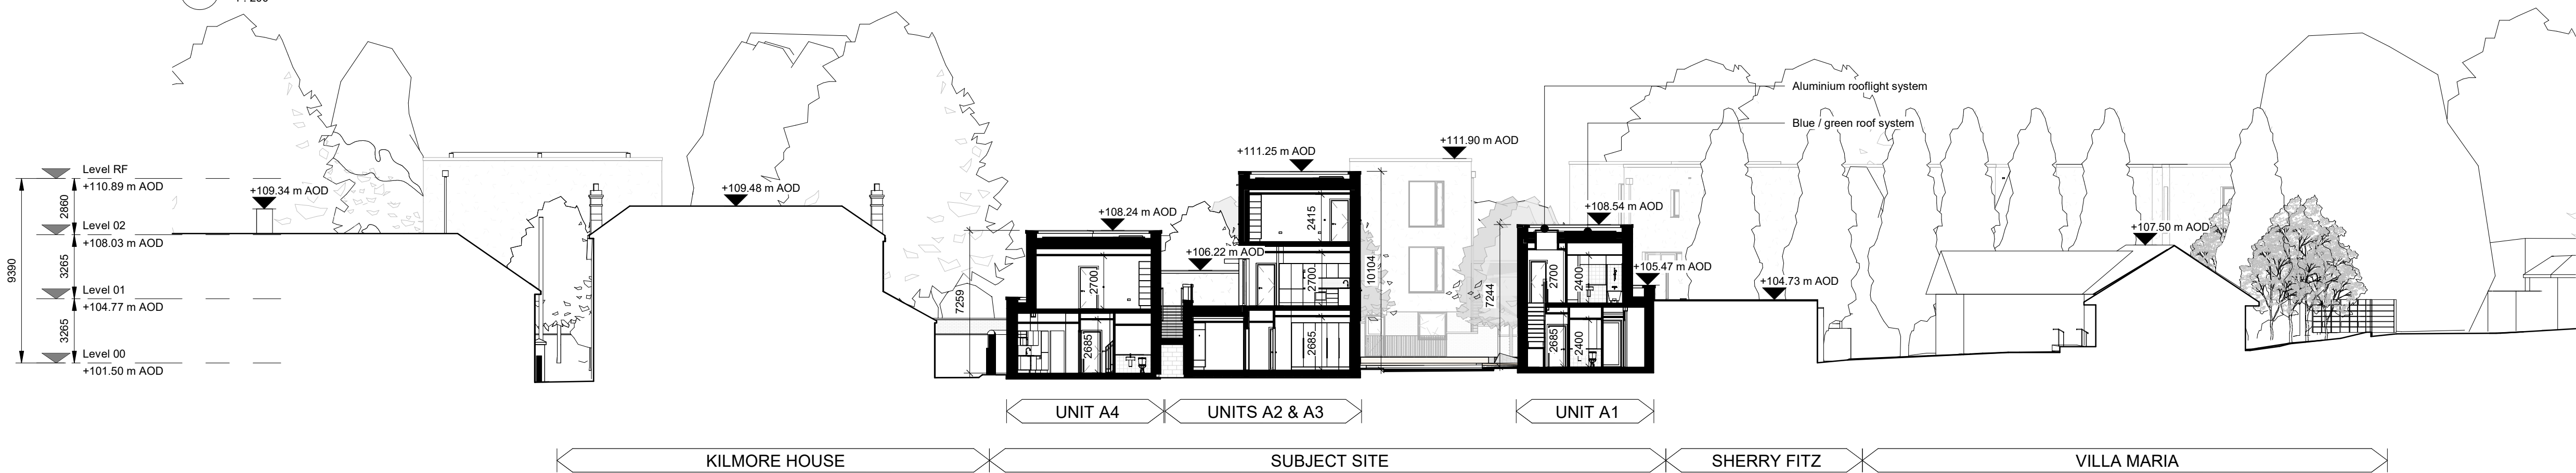 Aluminium rooflight system
Blue / green roof system
+111.90 m AOD
+111.25 m AOD
Level RF
+110.89 m AOD
+109.34 m AOD
+109.48 m AOD
2860
+108.24 m AOD
+108.54 m AOD
2415
Level 02
+108.03 m AOD
+107.50 m AOD
+106.22 m AOD
+105.47 m AOD
+104.73 m AOD
9390
3265
2700
2700
10104
2700
2400
7259
7244
Level 01
+104.77 m AOD
3265
2685
2685
2685
2400
Level 00
+101.50 m AOD
UNIT A4
UNITS A2 & A3
UNIT A1
KILMORE HOUSE
SUBJECT SITE
SHERRY FITZ
VILLA MARIA